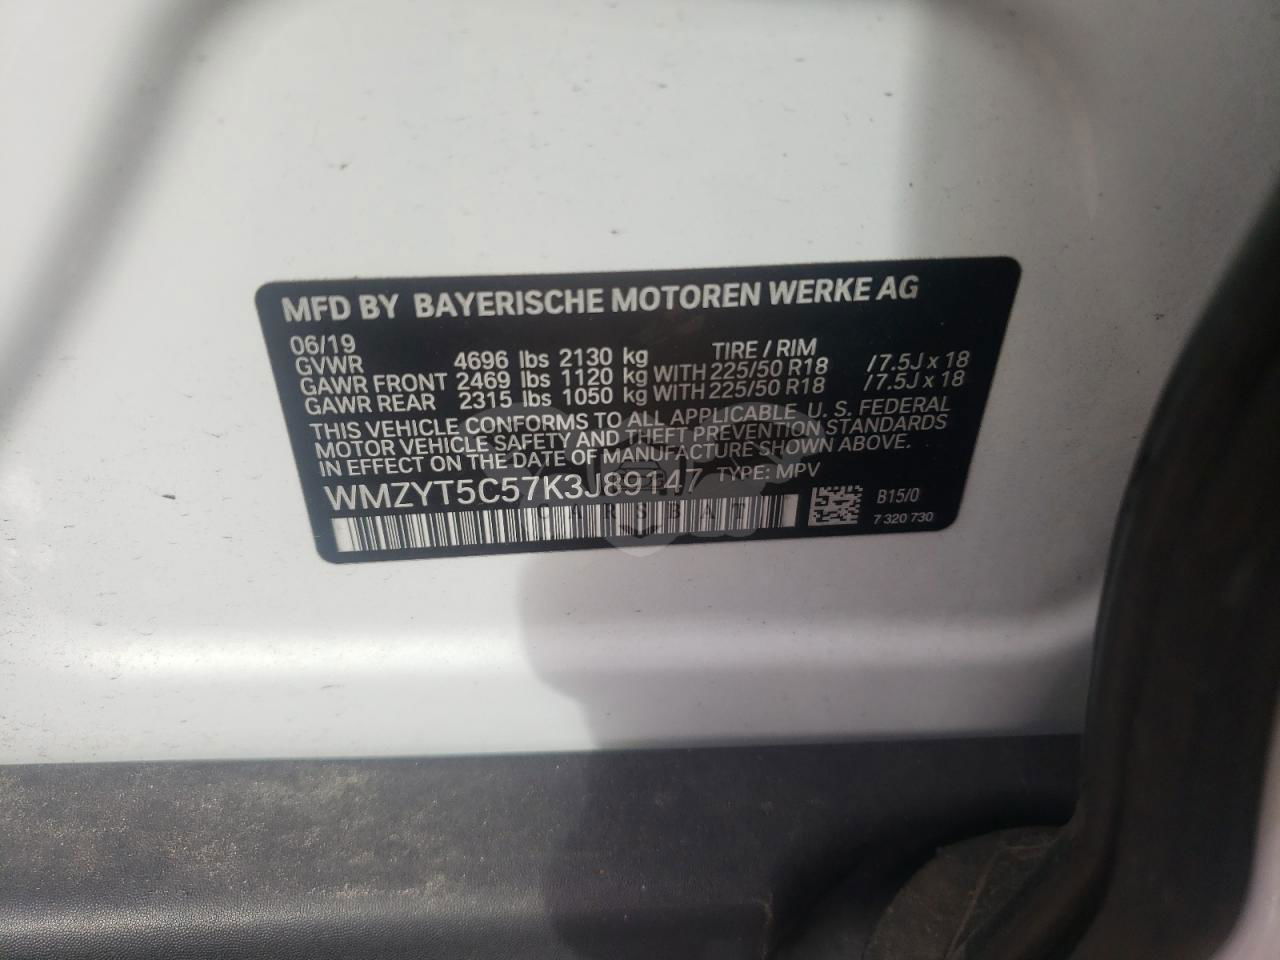 MFD BY BAYERISCHE MOTOREN WERKE AG
06/19 TIRE / RIM
GVWR 4696 lbs 2130 kg
GAWR FRONT 2469 lbs 1120 kg WITH 225/50 R18 / 7.5J x 18
GAWR REAR 2315 lbs 1050 kg WITH 225/50 R18 / 7.5J x 18
THIS VEHICLE CONFORMS TO ALL APPLICABLE U. S. FEDERAL
MOTOR VEHICLE SAFETY AND THEFT PREVENTION STANDARDS
IN EFFECT ON THE DATE OF MANUFACTURE SHOWN ABOVE.
WMZYT5C57K3J89147 TYPE: MPV
B15/0
7 320 730
CARSBAT